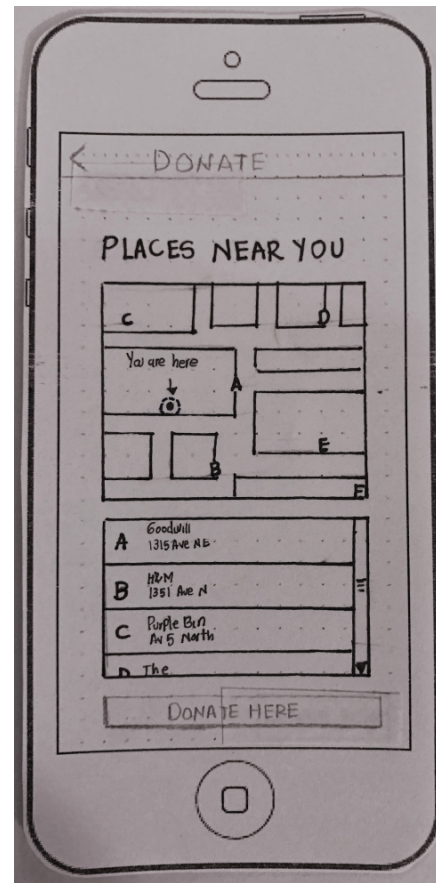 DONATE
PLACES NEAR YOU
C
D
You are here
A
E
B
F
A
Goodwill
1315 Ave NE
B
H&M
1351 Ave N
C
Purple Bin
Av 5 North
D The
DONATE HERE